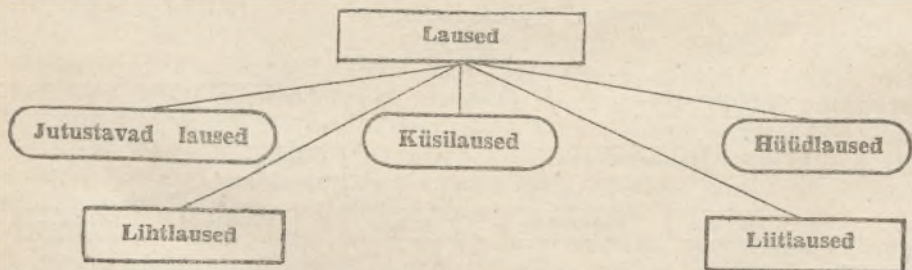 Laused
Jutustavad laused
Küsilaused
Hüüdlaused
Lihtlaused
Liitlaused